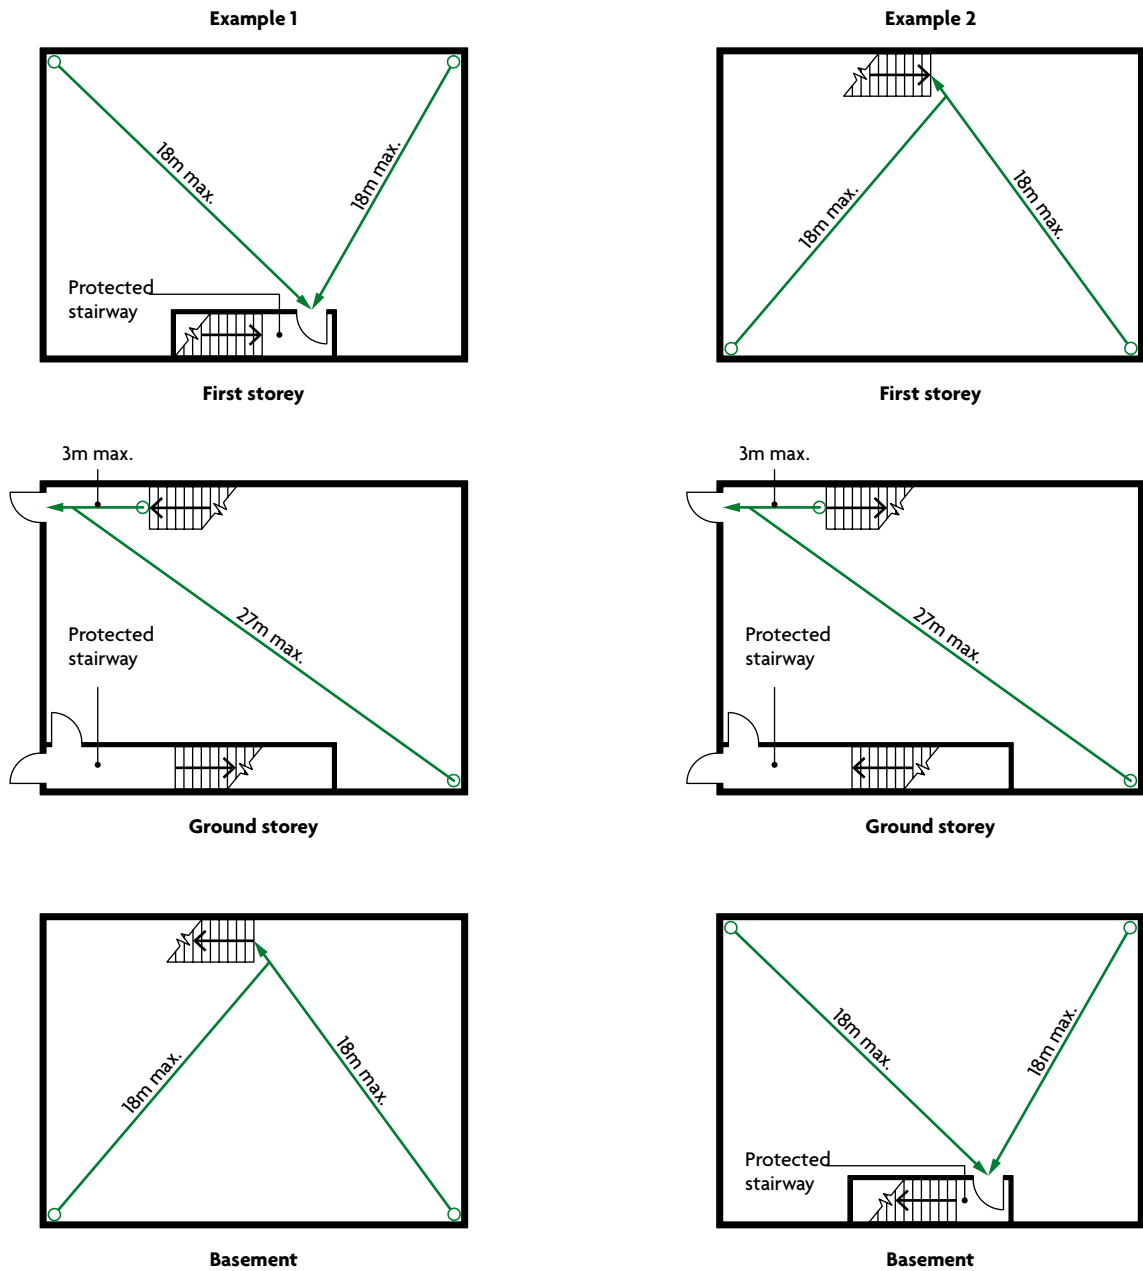 Example 1
18m max.
18m max.
Protected
stairway
First storey
3m max.
27m max.
Protected
stairway
Ground storey
18m max.
18m max.
Basement
Example 2
18m max.
18m max.
First storey
3m max.
27m max.
Protected
stairway
Ground storey
18m max.
18m max.
Protected
stairway
Basement